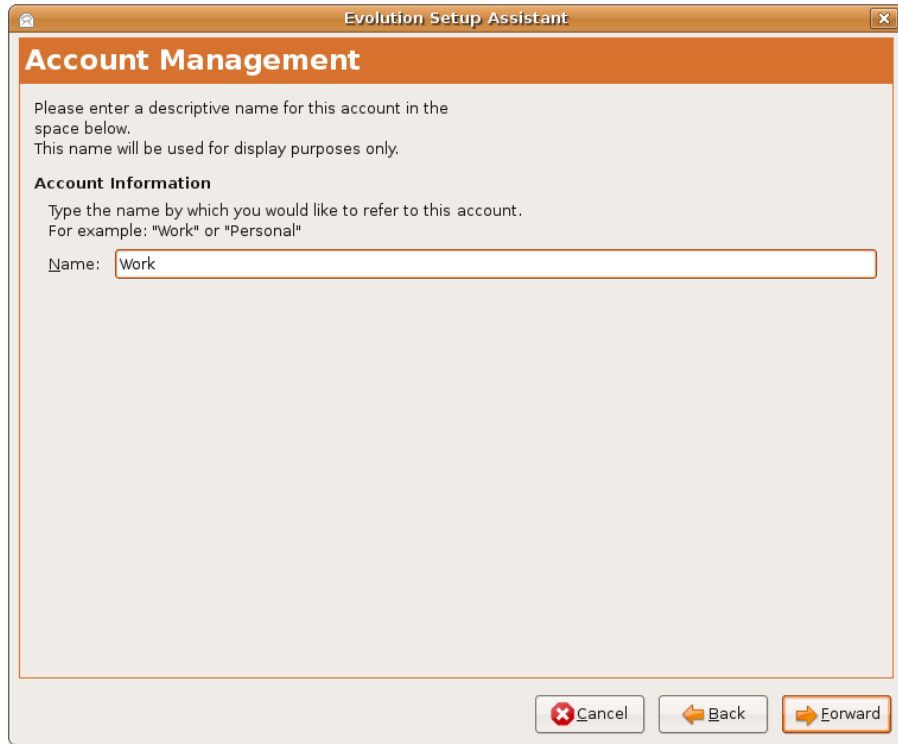 Evolution Setup Assistant
Account Management
Please enter a descriptive name for this account in the
space below.
This name will be used for display purposes only.
Account Information
Type the name by which you would like to refer to this account.
For example: "Work" or "Personal"
Name: Work
Cancel Back Forward